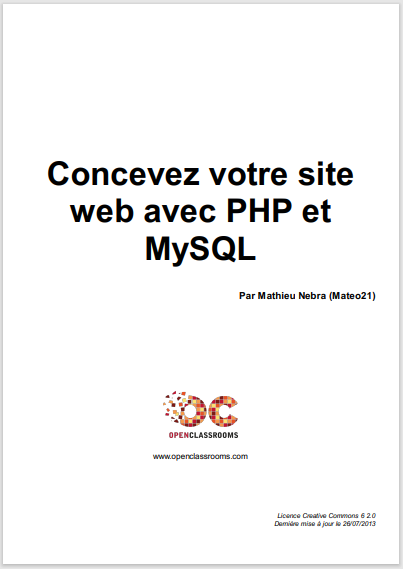 Concevez votre site
web avec PHP et
MySQL
Par Mathieu Nebra (Mateo21)
OC
OPENCLASSROOMS
www.openclassrooms.com
Licence Creative Commons 6 2.0
Dernière mise à jour le 26/07/2013